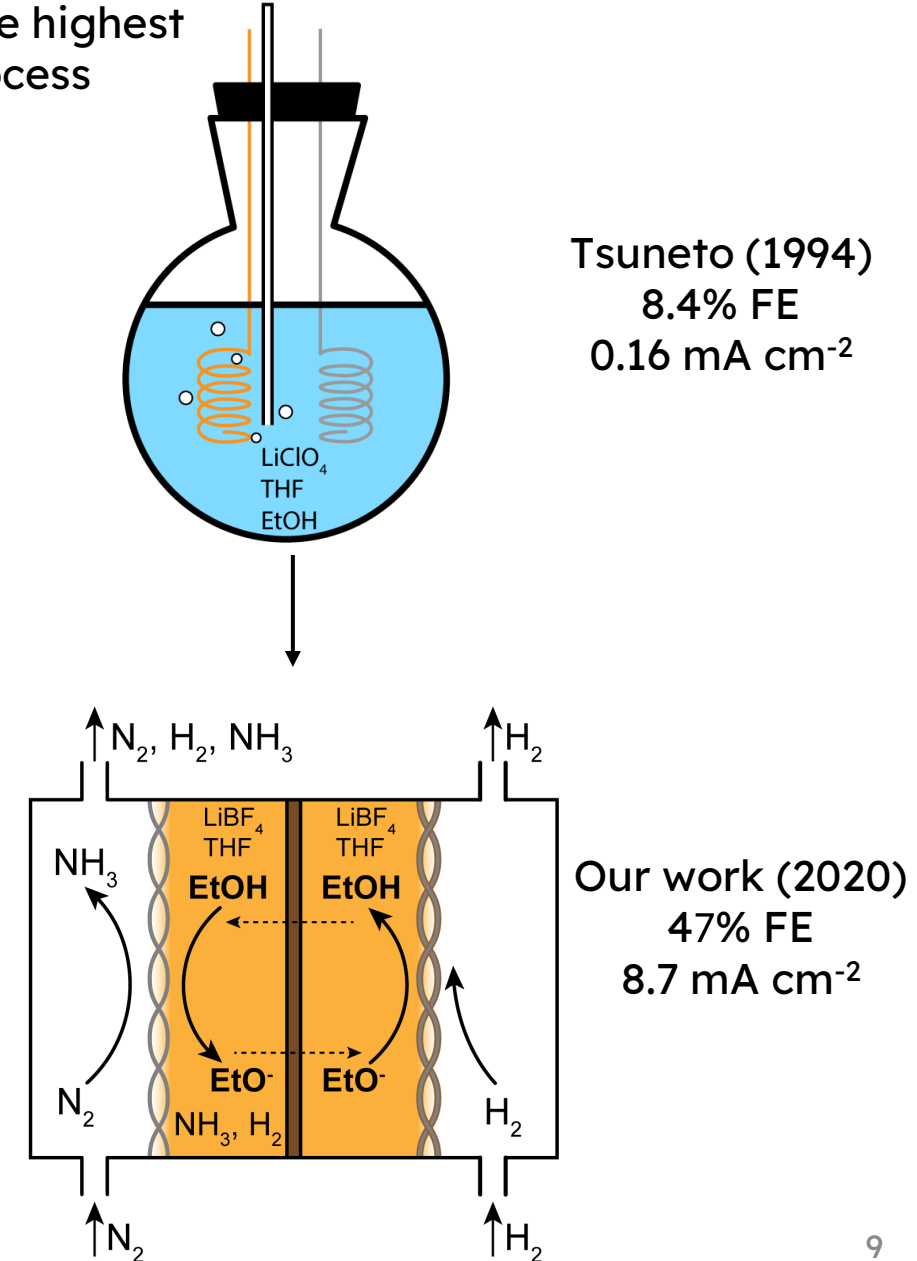 e highest
ocess
Tsuneto (1994)
8.4% FE
0.16 mA cm⁻²
LiClO₄
THF
EtOH
N₂, H₂, NH₃
H₂
LiBF₄
THF
EtOH
LiBF₄
THF
EtOH
NH₃
Our work (2020)
47% FE
8.7 mA cm⁻²
EtO⁻
EtO⁻
N₂
NH₃, H₂
H₂
N₂
H₂
9